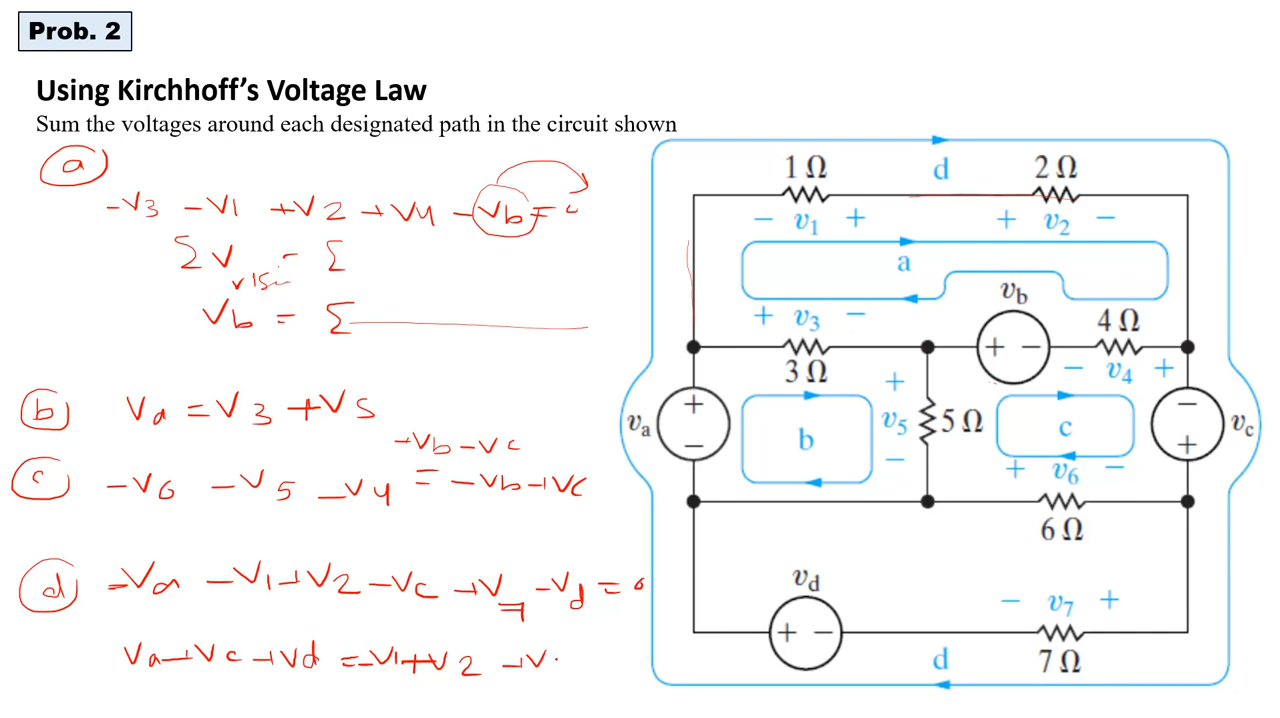 Prob. 2
Using Kirchhoff's Voltage Law
Sum the voltages around each designated path in the circuit shown
a
-V3 -V1 +V2 +V4 -Vb = 0
ΣV = Σ
Vb = Σ
b Va = V3 + V5
+Vb -Vc
c -V6 -V5 -V4 = -Vb +Vc
d -Va -V1 +V2 -Vc +V7 -Vd = 0
Va +Vc +Vd = -V1 +V2 +V
1 Ω d 2 Ω
− v1 + + v2 −
a
vb
+ v3 − 4 Ω
+ −
3 Ω − v4 +
+
va + − b v5 5 Ω c − + vc
−
+ v6 −
6 Ω
vd
− v7 +
+ −
d 7 Ω